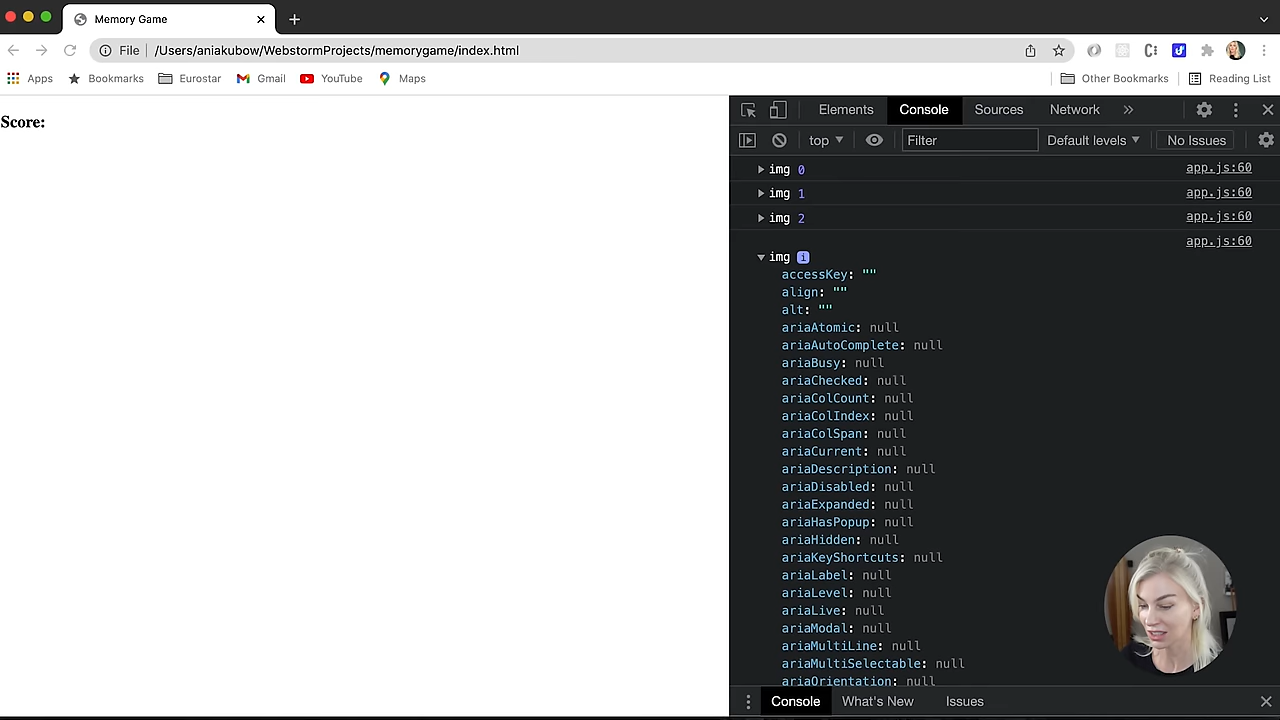 Memory Game
File
/Users/aniakubow/WebstormProjects/memorygame/index.html
Apps
Bookmarks
Eurostar
Gmail
YouTube
Maps
Other Bookmarks
Reading List
Score:
Elements
Console
Sources
Network
top
Filter
Default levels
No Issues
img 0 app.js:60
img 1 app.js:60
img 2 app.js:60
app.js:60
img i
accessKey: ""
align: ""
alt: ""
ariaAtomic: null
ariaAutoComplete: null
ariaBusy: null
ariaChecked: null
ariaColCount: null
ariaColIndex: null
ariaColSpan: null
ariaCurrent: null
ariaDescription: null
ariaDisabled: null
ariaExpanded: null
ariaHasPopup: null
ariaHidden: null
ariaKeyShortcuts: null
ariaLabel: null
ariaLevel: null
ariaLive: null
ariaModal: null
ariaMultiLine: null
ariaMultiSelectable: null
ariaOrientation: null
Console
What's New
Issues